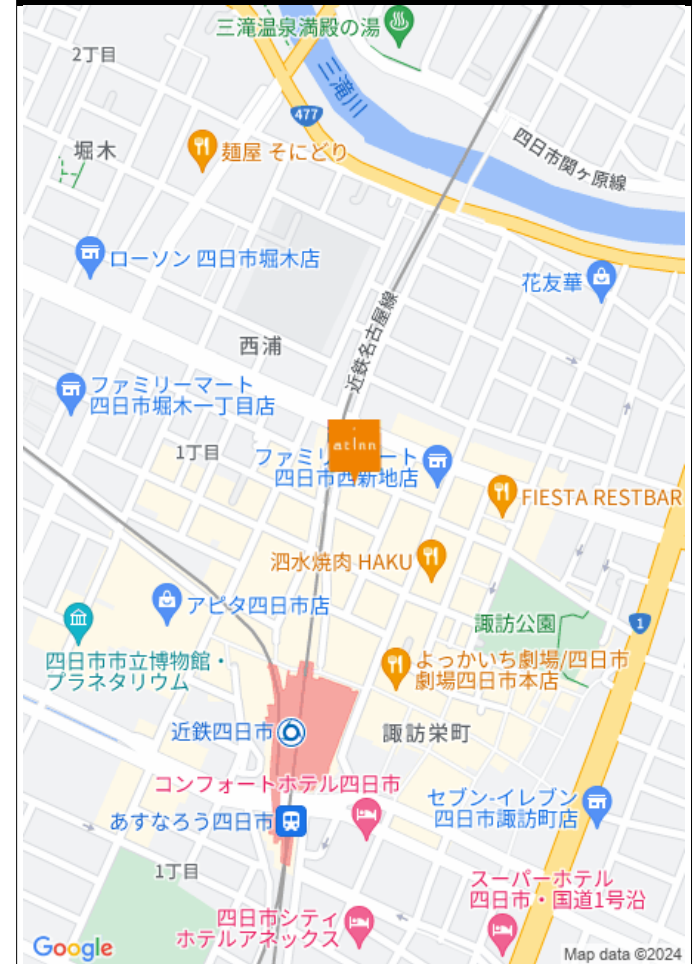 三滝温泉満殿の湯
2丁目
三滝川
477
四日市関ヶ原線
堀木
麺屋 そにどり
ローソン 四日市堀木店
花友華
近鉄名古屋線
西浦
ファミリーマート
四日市堀木一丁目店
atInn
1丁目
ファミリ
ート
四日市西新地店
FIESTA RESTBAR
泗水焼肉 HAKU
アピタ四日市店
諏訪公園
1
四日市市立博物館・
プラネタリウム
よっかいち劇場/四日市
劇場四日市本店
近鉄四日市
諏訪栄町
コンフォートホテル四日市
セブン-イレブン
四日市諏訪町店
あすなろう四日市
1丁目
スーパーホテル
四日市・国道1号沿
四日市シティ
ホテルアネックス
Google
Map data ©2024